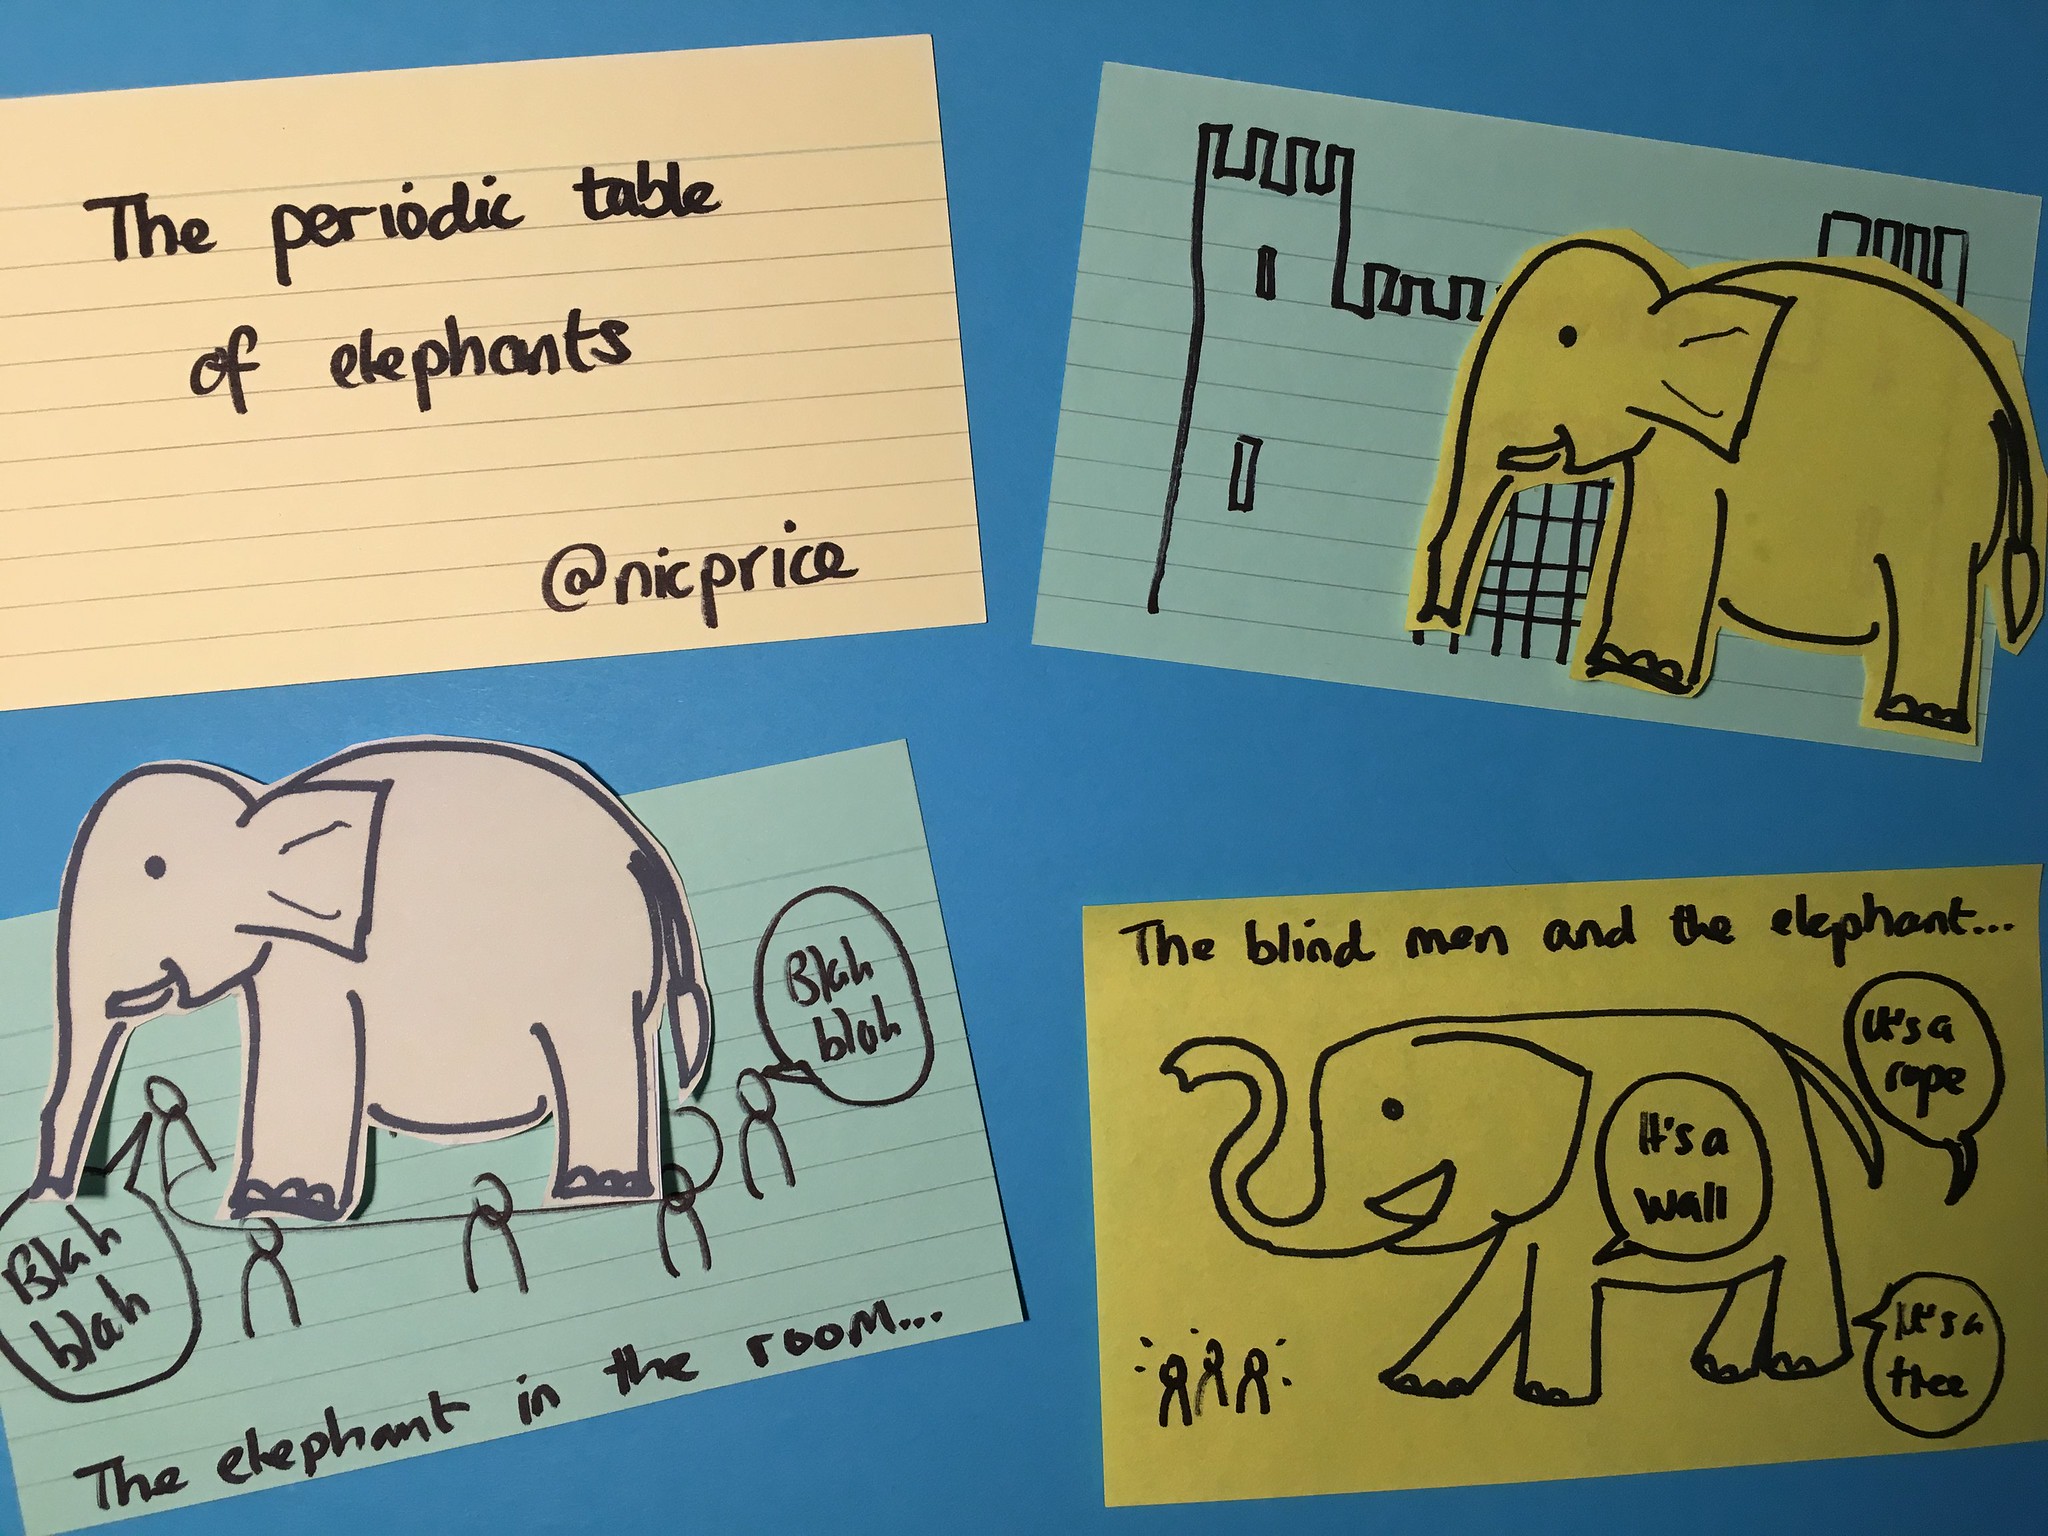 The periodic table
of elephants
@nicprice
Blah
blah
Blah
blah
The elephant in the room...
The blind men and the elephant...
It's a
rope
It's a
wall
It's a
tree